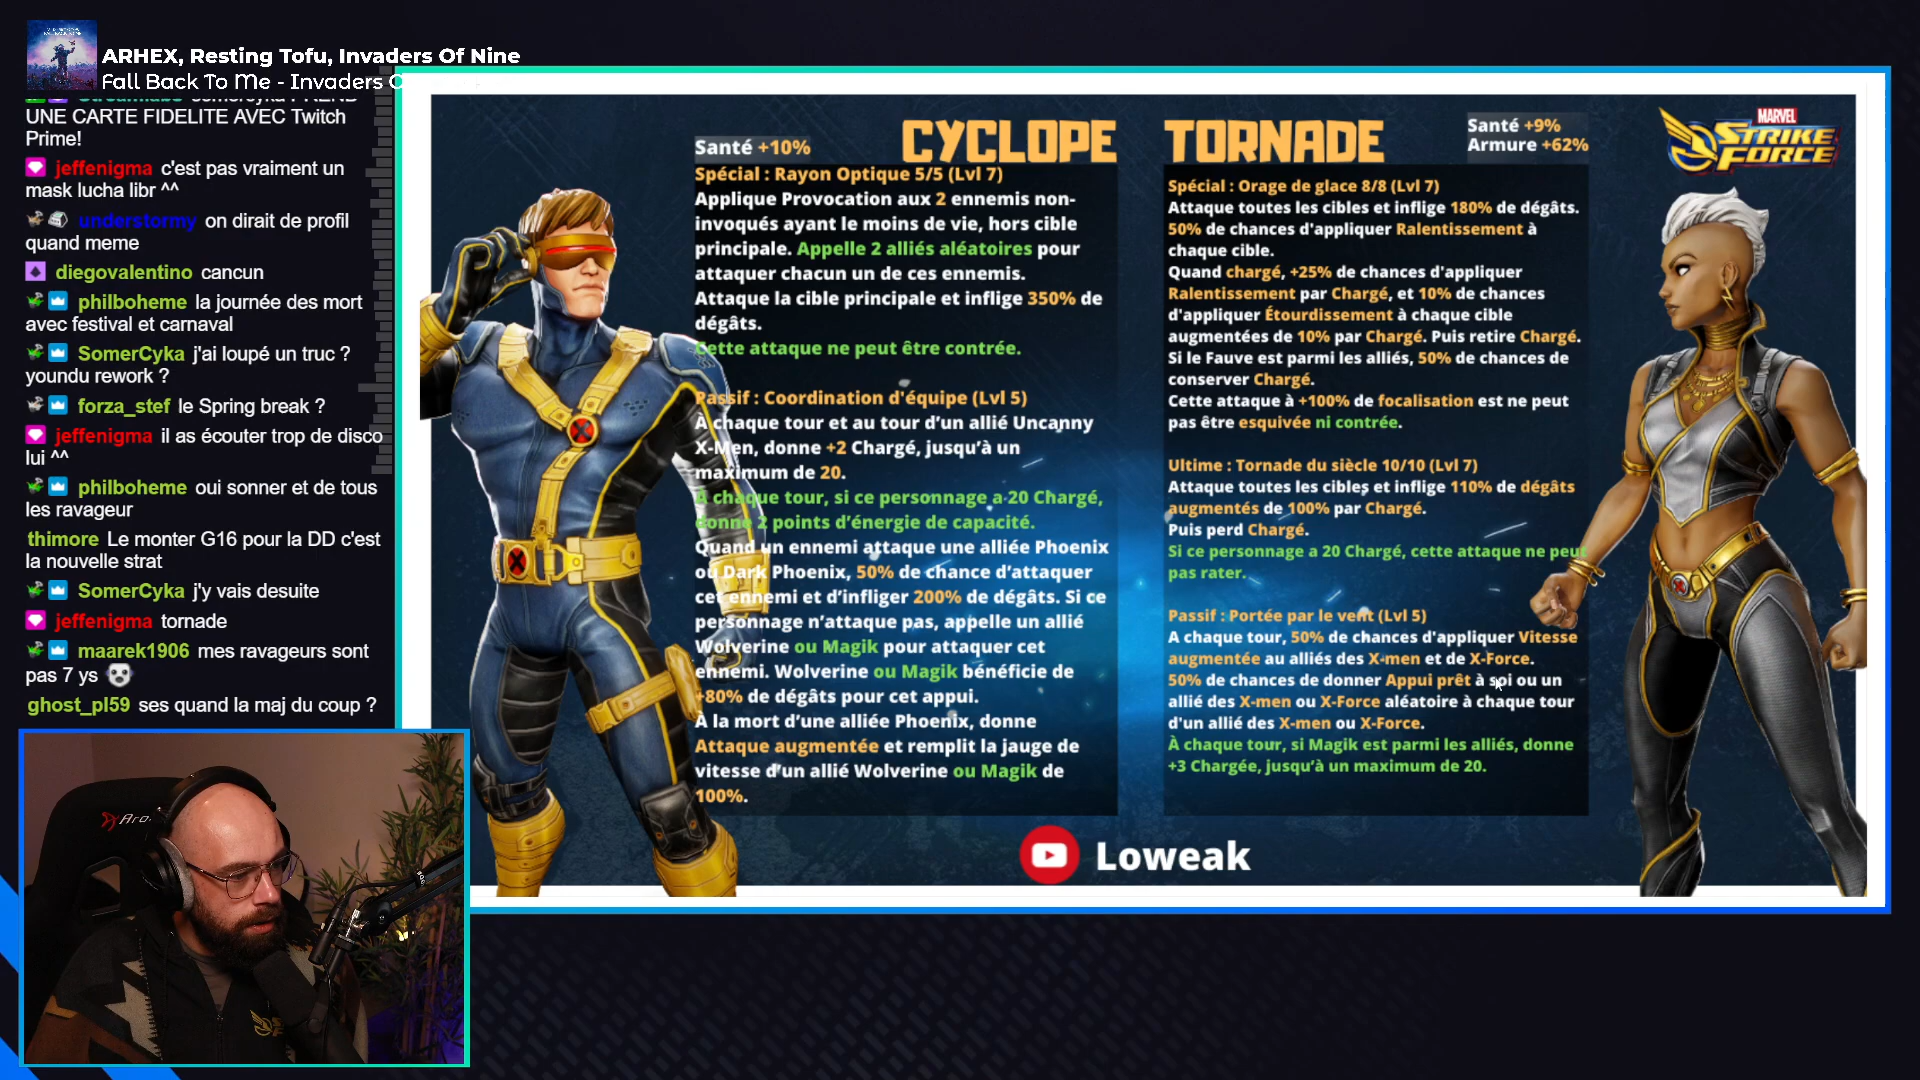 ARHEX, Resting Tofu, Invaders Of Nine
Fall Back To Me - Invaders O
UNE CARTE FIDELITE AVEC Twitch
Prime!
jeffenigma c'est pas vraiment un
mask lucha libr ^^
understormy on dirait de profil
quand meme
diegovalentino cancun
philboheme la journée des mort
avec festival et carnaval
SomerCyka j'ai loupé un truc ?
youndu rework ?
forza_stef le Spring break ?
jeffenigma il as écouter trop de disco
lui ^^
philboheme oui sonner et de tous
les ravageur
thimore Le monter G16 pour la DD c'est
la nouvelle strat
SomerCyka j'y vais desuite
jeffenigma tornade
maarek1906 mes ravageurs sont
pas 7 ys
ghost_pl59 ses quand la maj du coup ?
Santé +10%
CYCLOPE
Spécial : Rayon Optique 5/5 (Lvl 7)
Applique Provocation aux 2 ennemis non-
invoqués ayant le moins de vie, hors cible
principale. Appelle 2 alliés aléatoires pour
attaquer chacun un de ces ennemis.
Attaque la cible principale et inflige 350% de
dégâts.
Cette attaque ne peut être contrée.
Passif : Coordination d'équipe (Lvl 5)
À chaque tour et au tour d'un allié Uncanny
X-Men, donne +2 Chargé, jusqu'à un
maximum de 20.
À chaque tour, si ce personnage a 20 Chargé,
donne 2 points d'énergie de capacité.
Quand un ennemi attaque une alliée Phoenix
ou Dark Phoenix, 50% de chance d'attaquer
cet ennemi et d'infliger 200% de dégâts. Si ce
personnage n'attaque pas, appelle un allié
Wolverine ou Magik pour attaquer cet
ennemi. Wolverine ou Magik bénéficie de
+80% de dégâts pour cet appui.
À la mort d'une alliée Phoenix, donne
Attaque augmentée et remplit la jauge de
vitesse d'un allié Wolverine ou Magik de
100%.
TORNADE
Santé +9%
Armure +62%
MARVEL
STRIKE
FORCE
Spécial : Orage de glace 8/8 (Lvl 7)
Attaque toutes les cibles et inflige 180% de dégâts.
50% de chances d'appliquer Ralentissement à
chaque cible.
Quand chargé, +25% de chances d'appliquer
Ralentissement par Chargé, et 10% de chances
d'appliquer Étourdissement à chaque cible
augmentées de 10% par Chargé. Puis retire Chargé.
Si le Fauve est parmi les alliés, 50% de chances de
conserver Chargé.
Cette attaque à +100% de focalisation est ne peut
pas être esquivée ni contrée.
Ultime : Tornade du siècle 10/10 (Lvl 7)
Attaque toutes les cibles et inflige 110% de dégâts
augmentés de 100% par Chargé.
Puis perd Chargé.
Si ce personnage a 20 Chargé, cette attaque ne peut
pas rater.
Passif : Portée par le vent (Lvl 5)
A chaque tour, 50% de chances d'appliquer Vitesse
augmentée au alliés des X-men et de X-Force.
50% de chances de donner Appui prêt à soi ou un
allié des X-men ou X-Force aléatoire à chaque tour
d'un allié des X-men ou X-Force.
À chaque tour, si Magik est parmi les alliés, donne
+3 Chargée, jusqu'à un maximum de 20.
Loweak